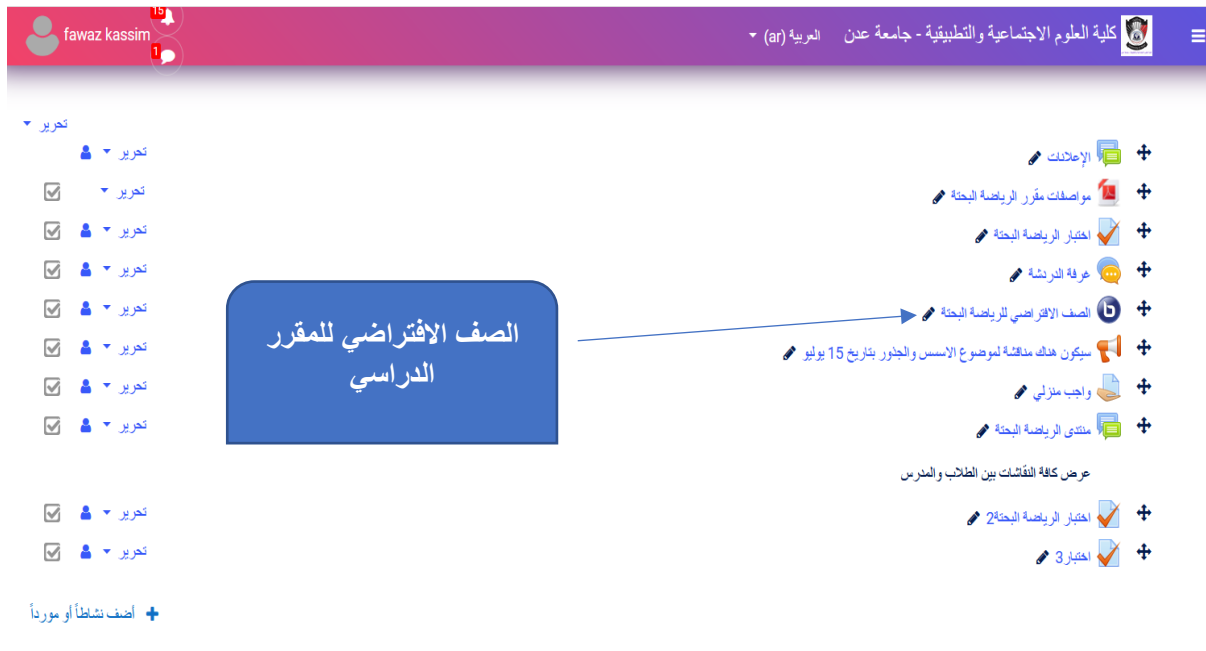 كلية العلوم الاجتماعية والتطبيقية - جامعة عدن
العربية (ar)
15
fawaz kassim
1
تحرير
الإعلانات
تحرير
مواصفات مقرر الرياضة البحتة
تحرير
اختبار الرياضة البحتة
تحرير
غرفة الدردشة
تحرير
الصف الافتراضي للرياضة البحتة
تحرير
الصف الافتراضي للمقرر
الدراسي
سيكون هناك مناقشة لموضوع الاسس والجذور بتاريخ 15 يوليو
تحرير
واجب منزلي
تحرير
منتدى الرياضة البحتة
تحرير
عرض كافة النقاشات بين الطلاب والمدرس
اختبار الرياضة البحتة2
تحرير
اختبار 3
تحرير
أضف نشاطاً أو مورداً